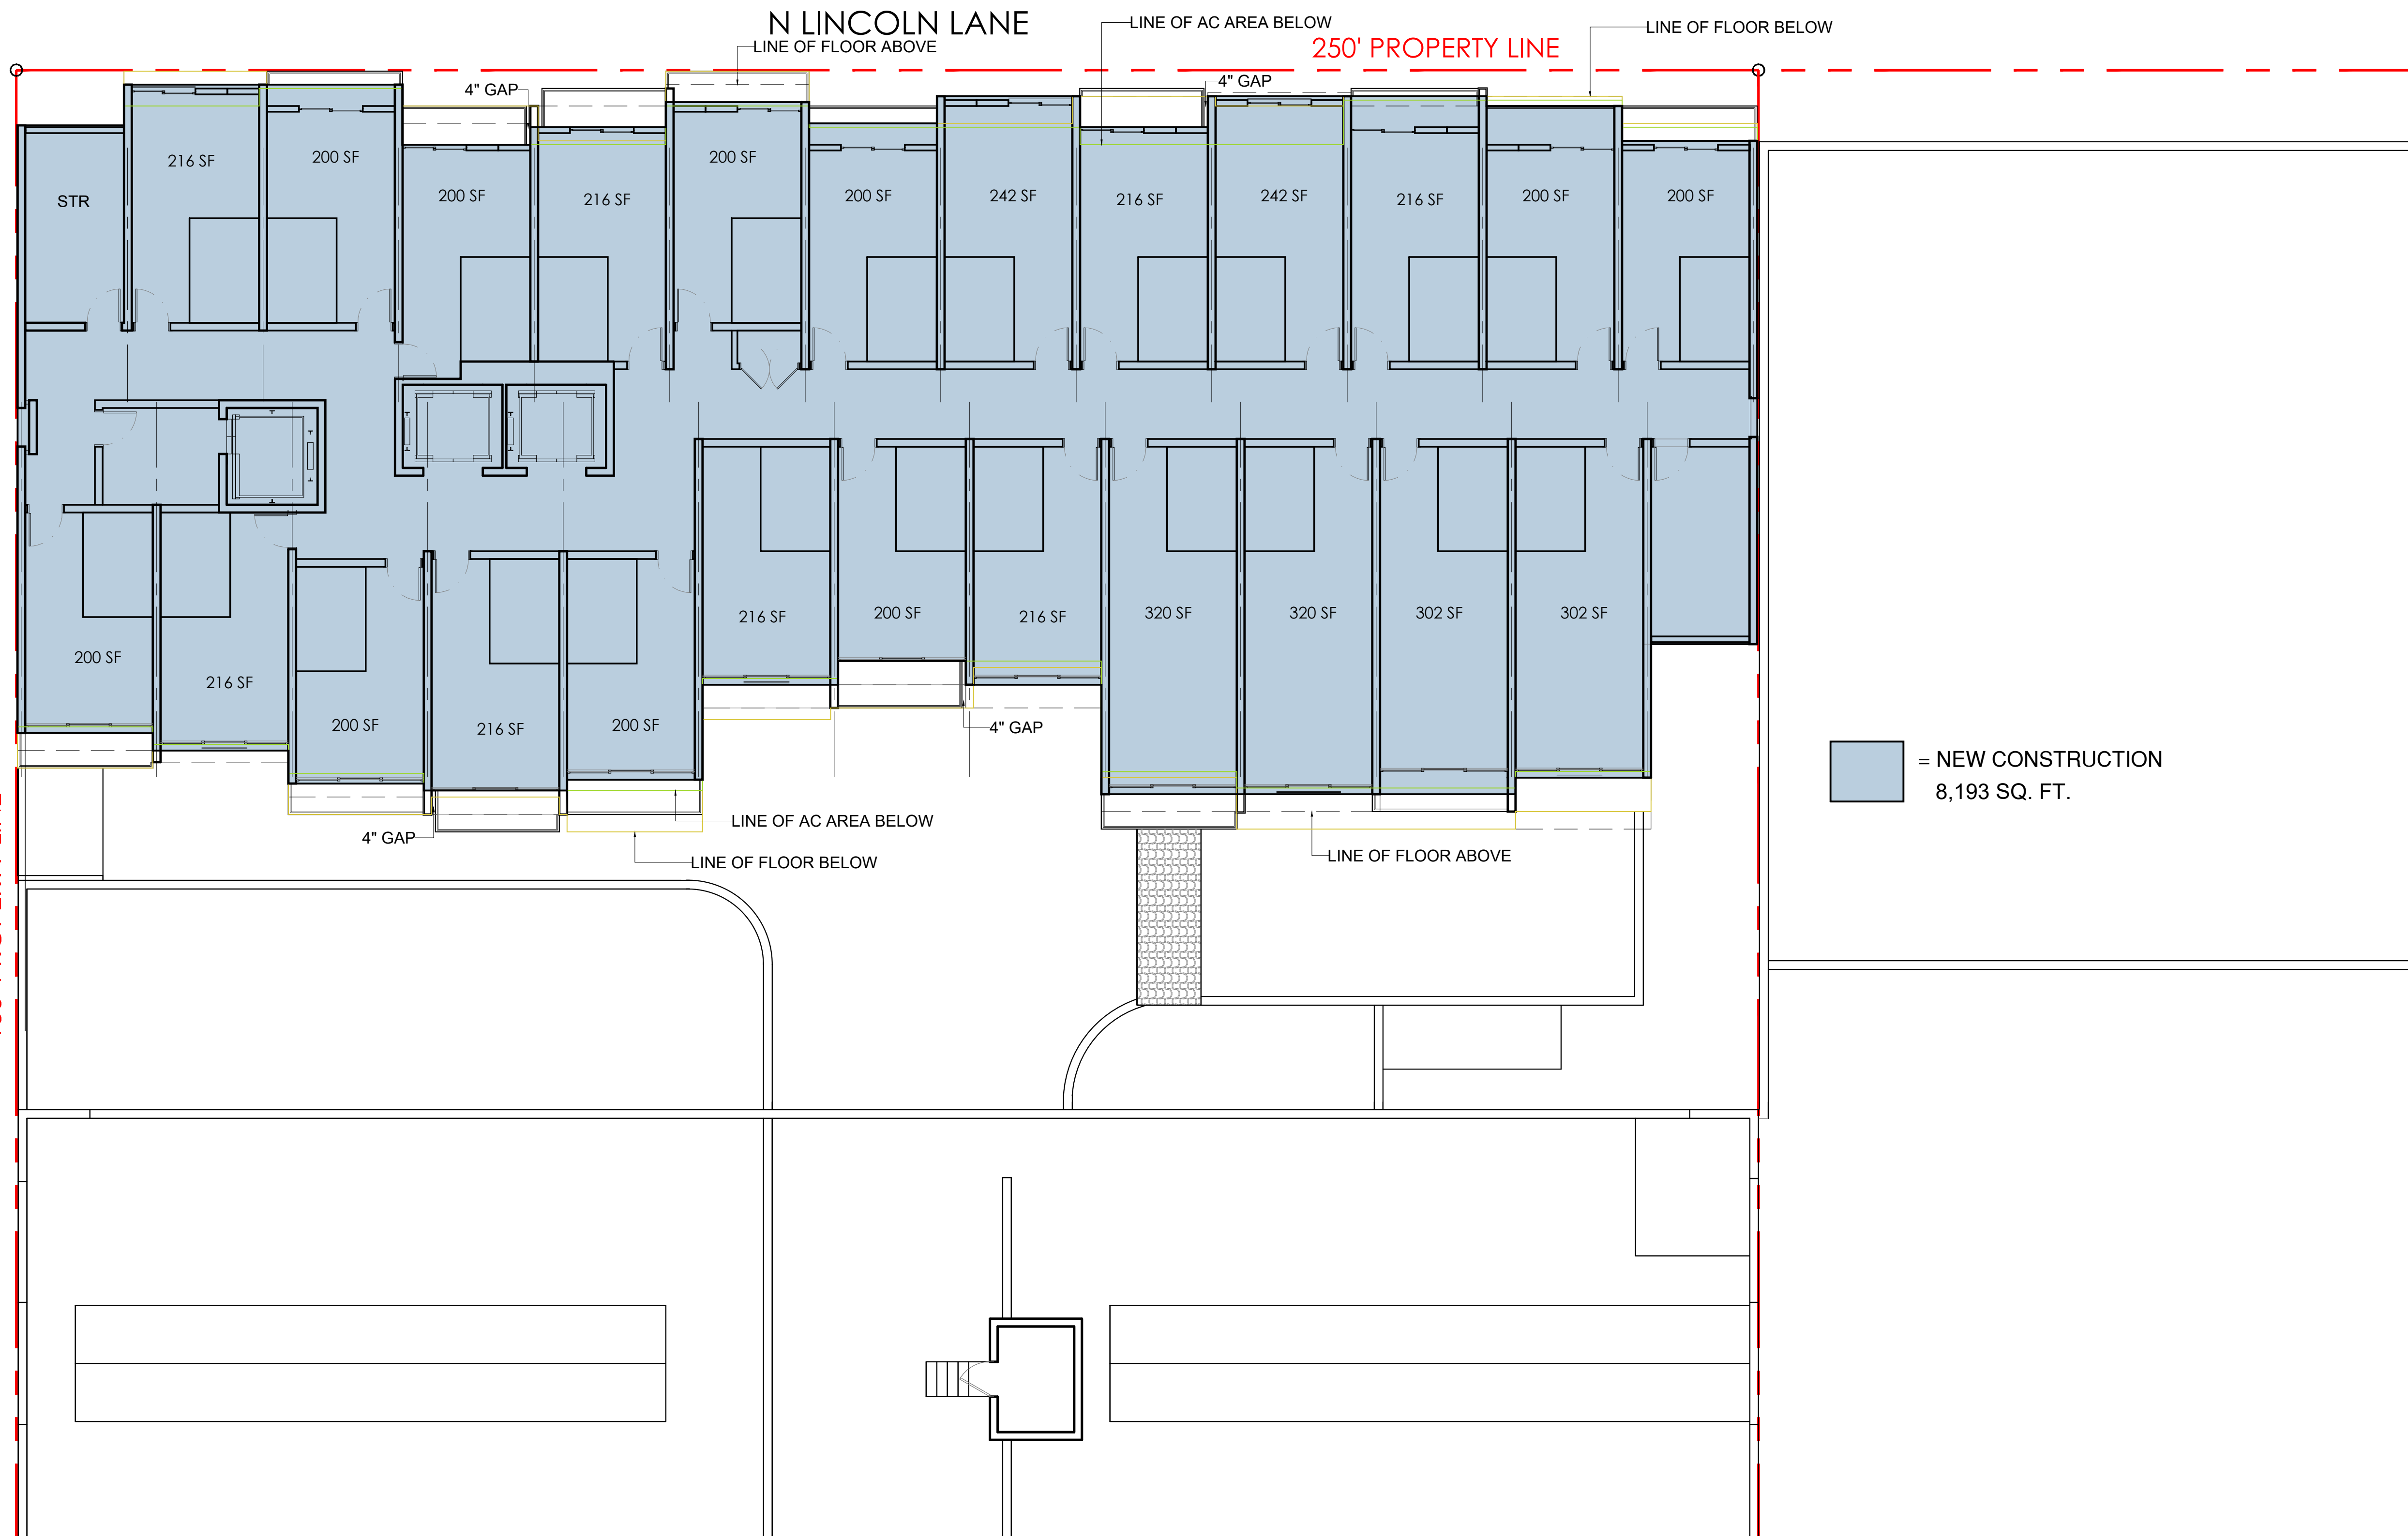 N LINCOLN LANE
LINE OF AC AREA BELOW
LINE OF FLOOR BELOW
LINE OF FLOOR ABOVE
250' PROPERTY LINE
4" GAP
4" GAP
216 SF
200 SF
200 SF
STR
200 SF
216 SF
200 SF
242 SF
216 SF
242 SF
216 SF
200 SF
200 SF
216 SF
200 SF
216 SF
320 SF
320 SF
302 SF
302 SF
200 SF
216 SF
200 SF
216 SF
200 SF
4" GAP
= NEW CONSTRUCTION
8,193 SQ. FT.
4" GAP
LINE OF AC AREA BELOW
LINE OF FLOOR BELOW
LINE OF FLOOR ABOVE